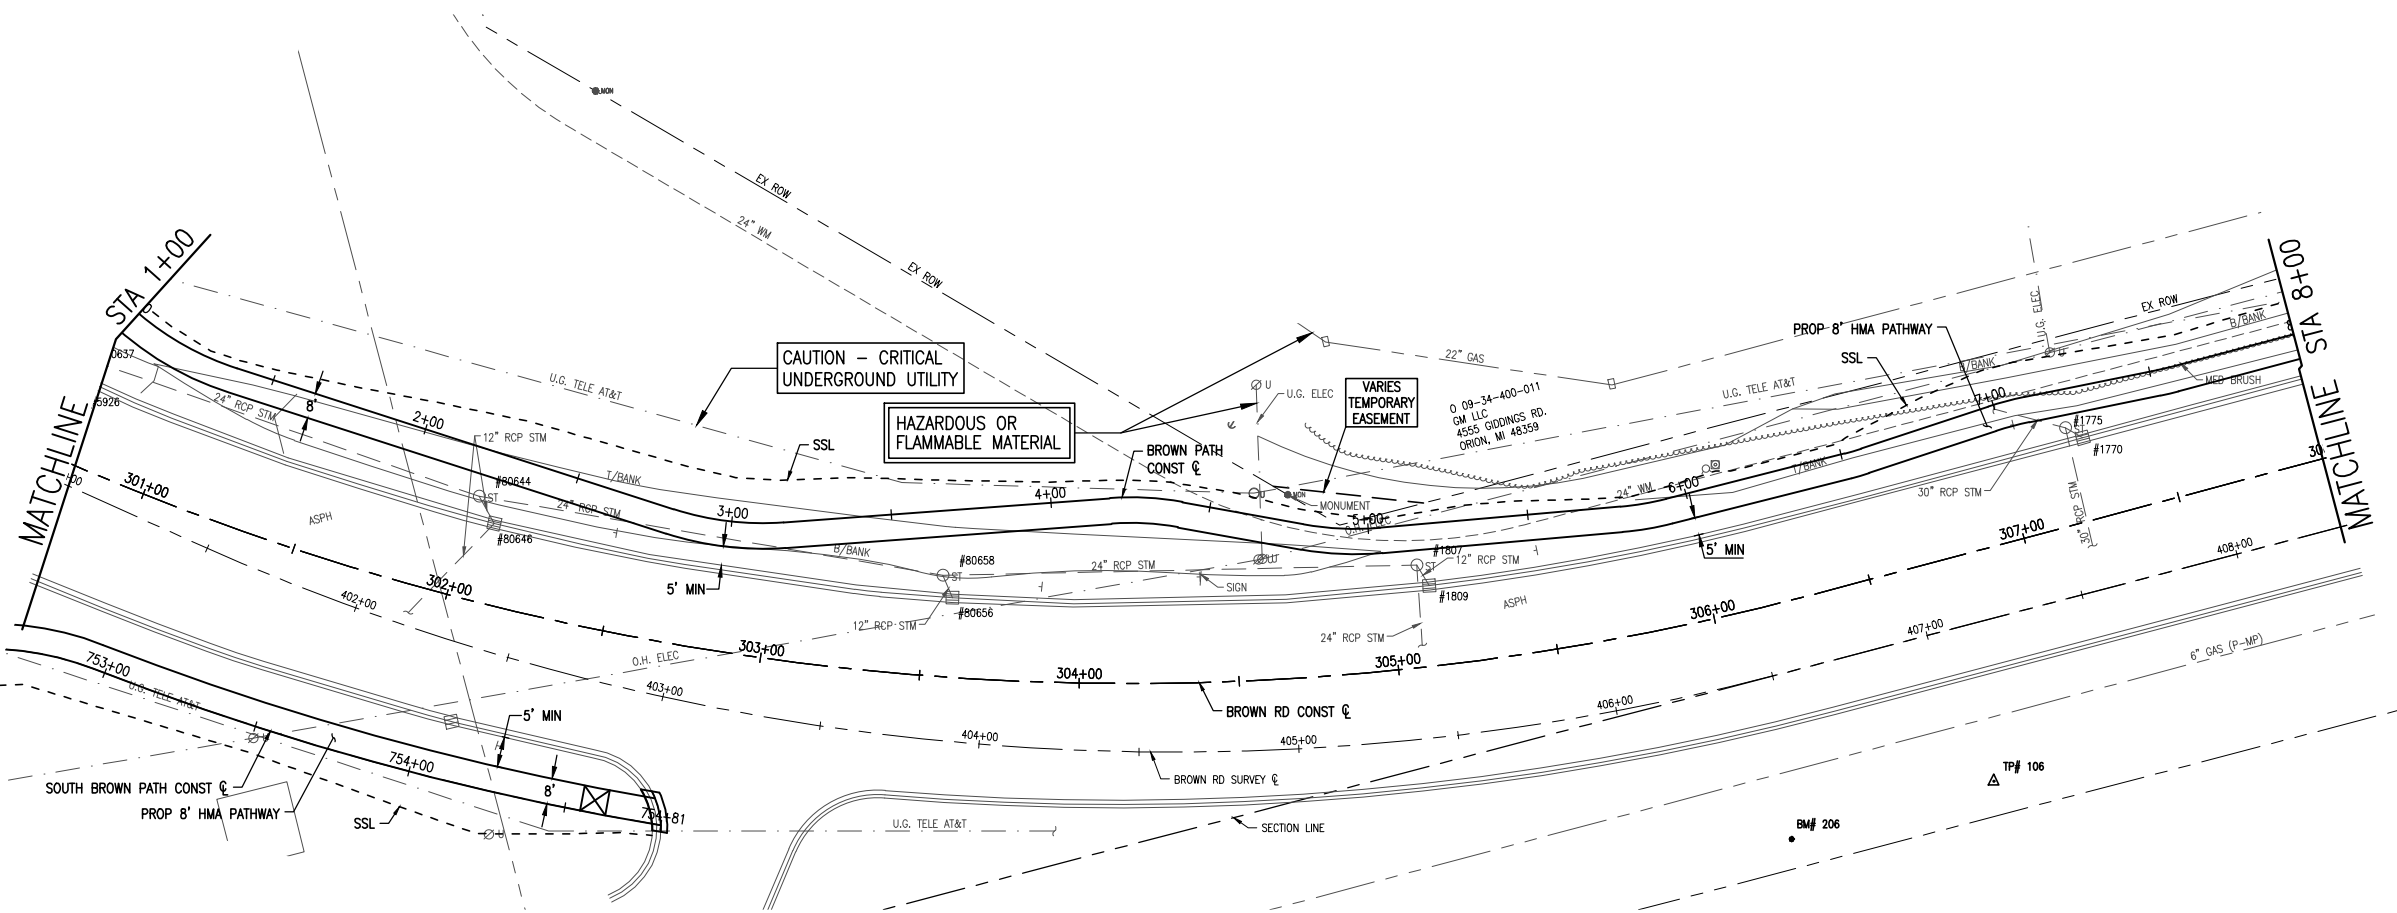 MON
EX ROW
24" WM
EX ROW
STA 1+00
MATCHLINE
0637
5926
U.G. TELE AT&T
CAUTION - CRITICAL
UNDERGROUND UTILITY
HAZARDOUS OR
FLAMMABLE MATERIAL
22" GAS
U
U.G. ELEC
VARIES
TEMPORARY
EASEMENT
O 09-34-400-011
GM LLC
4555 GIDDINGS RD.
ORION, MI 48359
U.G. TELE AT&T
PROP 8' HMA PATHWAY
SSL
U.G. ELEC
U
EX ROW
B/BANK
B/BANK
MED BRUSH
STA 8+00
MATCHLINE
24" RCP STM
8'
2+00
12" RCP STM
SSL
T/BANK
BROWN PATH
CONST ℄
#80644
ST
24" RCP STM
#80646
ASPH
301+00
3+00
4+00
U
MON
MONUMENT
5+00
O.H. ELEC
24" WM
6+00
T/BANK
7+00
30" RCP STM
#1775
#1770
30" RCP STM
B/BANK
#80658
ST
24" RCP STM
#1807
ST
12" RCP STM
5' MIN
5' MIN
SIGN
#80656
12" RCP STM
#1809
ASPH
24" RCP STM
302+00
402+00
303+00
304+00
305+00
306+00
307+00
408+00
407+00
406+00
405+00
404+00
403+00
O.H. ELEC
BROWN RD CONST ℄
BROWN RD SURVEY ℄
6" GAS (P-MP)
753+00
U.G. TELE AT&T
U
5' MIN
754+00
8'
754+81
SOUTH BROWN PATH CONST ℄
PROP 8' HMA PATHWAY
SSL
U
U.G. TELE AT&T
SECTION LINE
TP# 106
BM# 206